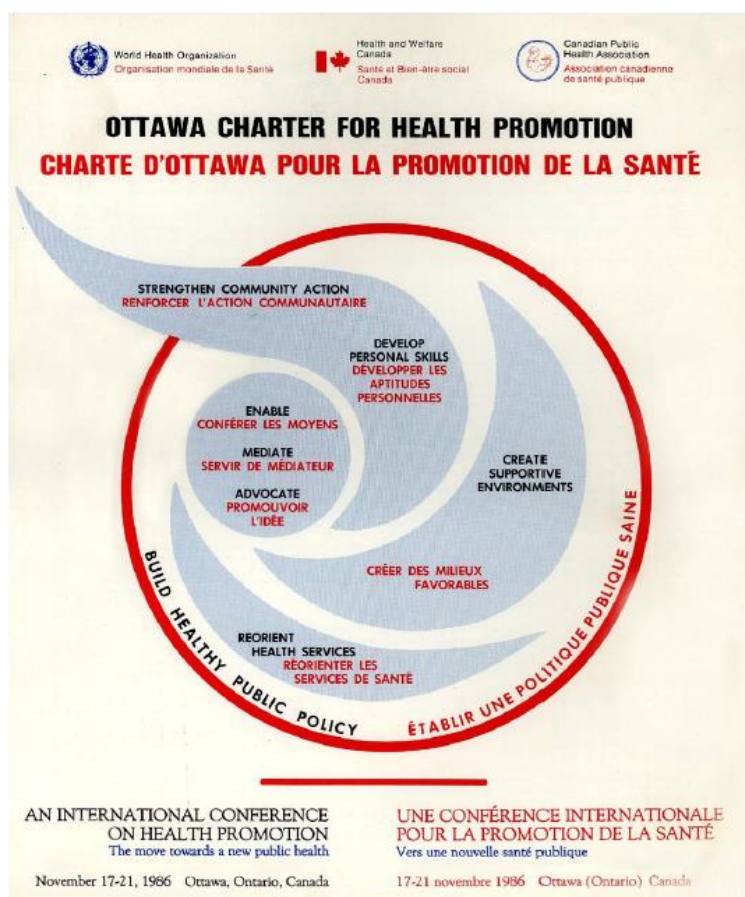 World Health Organization
Organisation mondiale de la Santé
Health and Welfare
Canada
Santé et Bien-être social
Canada
Canadian Public
Health Association
Association canadienne
de santé publique
OTTAWA CHARTER FOR HEALTH PROMOTION
CHARTE D'OTTAWA POUR LA PROMOTION DE LA SANTÉ
STRENGTHEN COMMUNITY ACTION
RENFORCER L'ACTION COMMUNAUTAIRE
DEVELOP
PERSONAL SKILLS
DÉVELOPPER LES
APTITUDES
PERSONNELLES
ENABLE
CONFÉRER LES MOYENS
MEDIATE
SERVIR DE MÉDIATEUR
ADVOCATE
PROMOUVOIR
L'IDÉE
CREATE
SUPPORTIVE
ENVIRONMENTS
CRÉER DES MILIEUX
FAVORABLES
REORIENT
HEALTH SERVICES
RÉORIENTER LES
SERVICES DE SANTÉ
BUILD HEALTHY PUBLIC POLICY
ÉTABLIR UNE POLITIQUE PUBLIQUE SAINE
AN INTERNATIONAL CONFERENCE
ON HEALTH PROMOTION
The move towards a new public health
November 17-21, 1986 Ottawa, Ontario, Canada
UNE CONFÉRENCE INTERNATIONALE
POUR LA PROMOTION DE LA SANTÉ
Vers une nouvelle santé publique
17-21 novembre 1986 Ottawa (Ontario) Canada